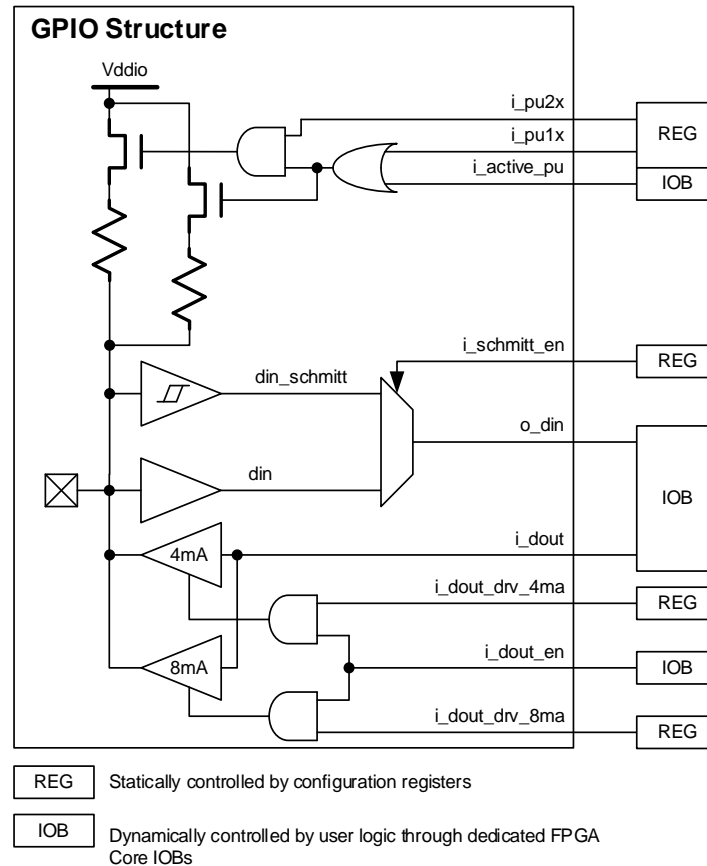 GPIO Structure
Vddio
i_pu2x
i_pu1x
REG
i_active_pu
IOB
i_schmitt_en
REG
din_schmitt
o_din
din
IOB
i_dout
4mA
i_dout_drv_4ma
REG
i_dout_en
IOB
8mA
i_dout_drv_8ma
REG
REG Statically controlled by configuration registers
IOB Dynamically controlled by user logic through dedicated FPGA
Core IOBs